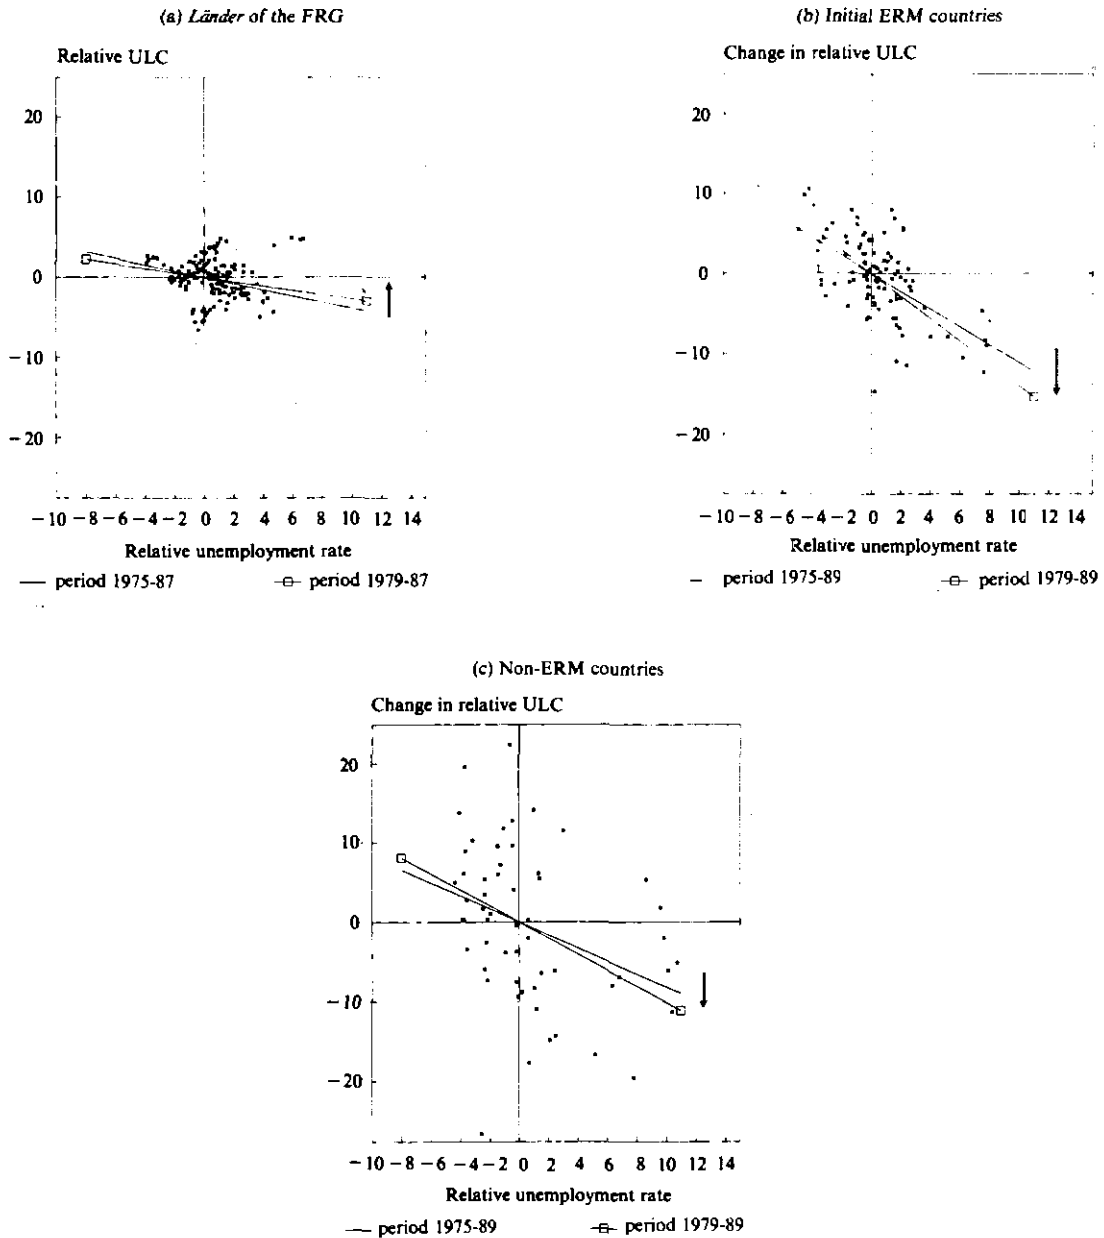 (a) Länder of the FRG
Relative ULC
20
10
0
−10
−20
−10 −8 −6 −4 −2 0 2 4 6 8 10 12 14
Relative unemployment rate
period 1975-87 period 1979-87
(b) Initial ERM countries
Change in relative ULC
20
10
0
−10
−20
−10 −8 −6 −4 −2 0 2 4 6 8 10 12 14
Relative unemployment rate
period 1975-89 period 1979-89
(c) Non-ERM countries
Change in relative ULC
20
10
0
−10
−20
−10 −8 −6 −4 −2 0 2 4 6 8 10 12 14
Relative unemployment rate
period 1975-89 period 1979-89